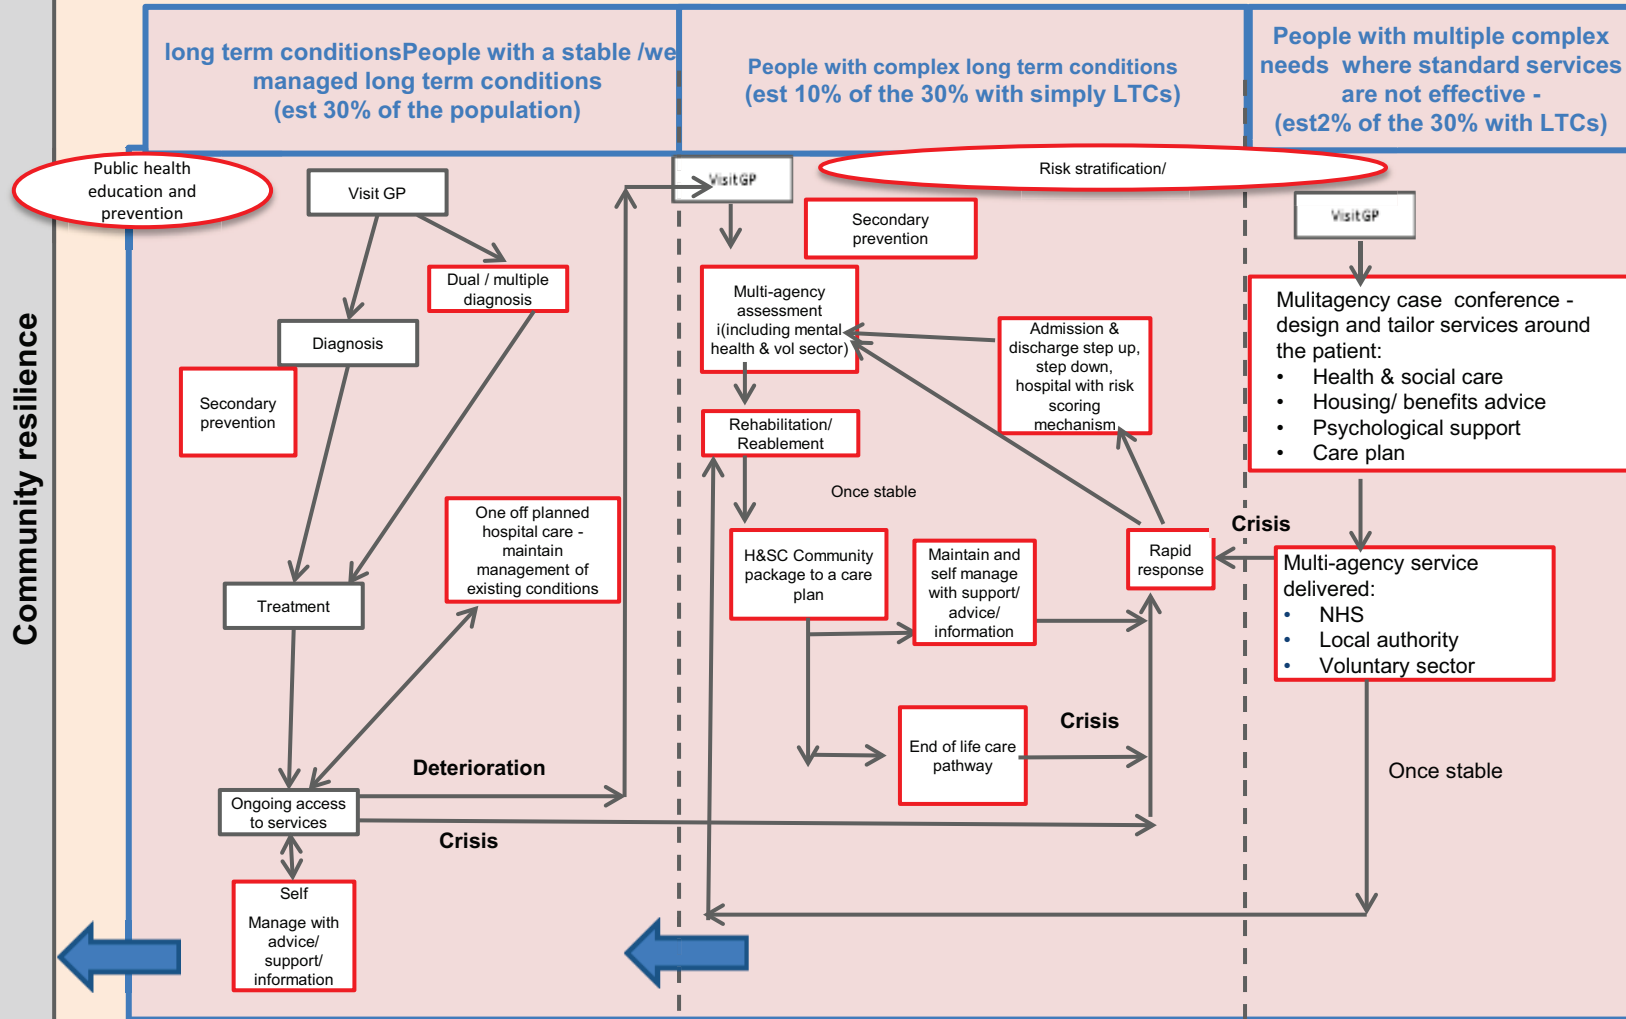 long term conditionsPeople with a stable /we
managed long term conditions
(est 30% of the population)
People with complex long term conditions
(est 10% of the 30% with simply LTCs)
People with multiple complex
needs where standard services
are not effective -
(est2% of the 30% with LTCs)
Community resilience
Public health
education and
prevention
Visit GP
Dual / multiple
diagnosis
Diagnosis
Secondary
prevention
One off planned
hospital care -
maintain
management of
existing conditions
Treatment
Deterioration
Ongoing access
to services
Crisis
Self
Manage with
advice/
support/
information
Visit GP
Risk stratification/
Secondary
prevention
Multi-agency
assessment
i(including mental
health & vol sector)
Admission &
discharge step up,
step down,
hospital with risk
scoring
mechanism
Rehabilitation/
Reablement
Once stable
H&SC Community
package to a care
plan
Maintain and
self manage
with support/
advice/
information
Rapid
response
Crisis
End of life care
pathway
Visit GP
Mulitagency case conference -
design and tailor services around
the patient:
• Health & social care
• Housing/ benefits advice
• Psychological support
• Care plan
Crisis
Multi-agency service
delivered:
• NHS
• Local authority
• Voluntary sector
Once stable